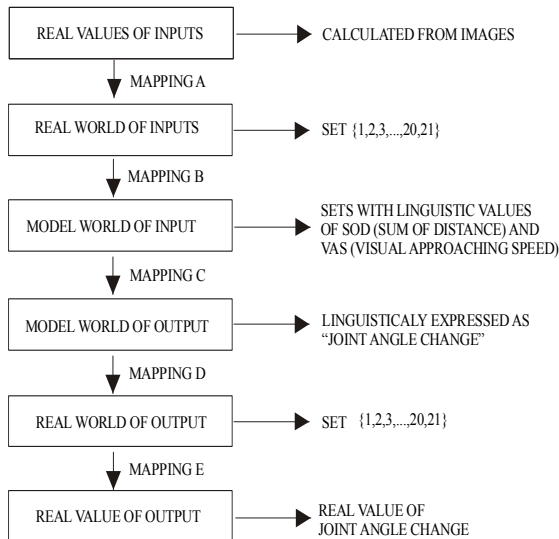 REAL VALUES OF INPUTS
CALCULATED FROM IMAGES
MAPPING A
REAL WORLD OF INPUTS
SET {1,2,3,...,20,21}
MAPPING B
MODEL WORLD OF INPUT
SETS WITH LINGUISTIC VALUES
OF SOD (SUM OF DISTANCE) AND
VAS (VISUAL APPROACHING SPEED)
MAPPING C
MODEL WORLD OF OUTPUT
LINGUISTICALY EXPRESSED AS
“JOINT ANGLE CHANGE”
MAPPING D
REAL WORLD OF OUTPUT
SET {1,2,3,...,20,21}
MAPPING E
REAL VALUE OF OUTPUT
REAL VALUE OF
JOINT ANGLE CHANGE